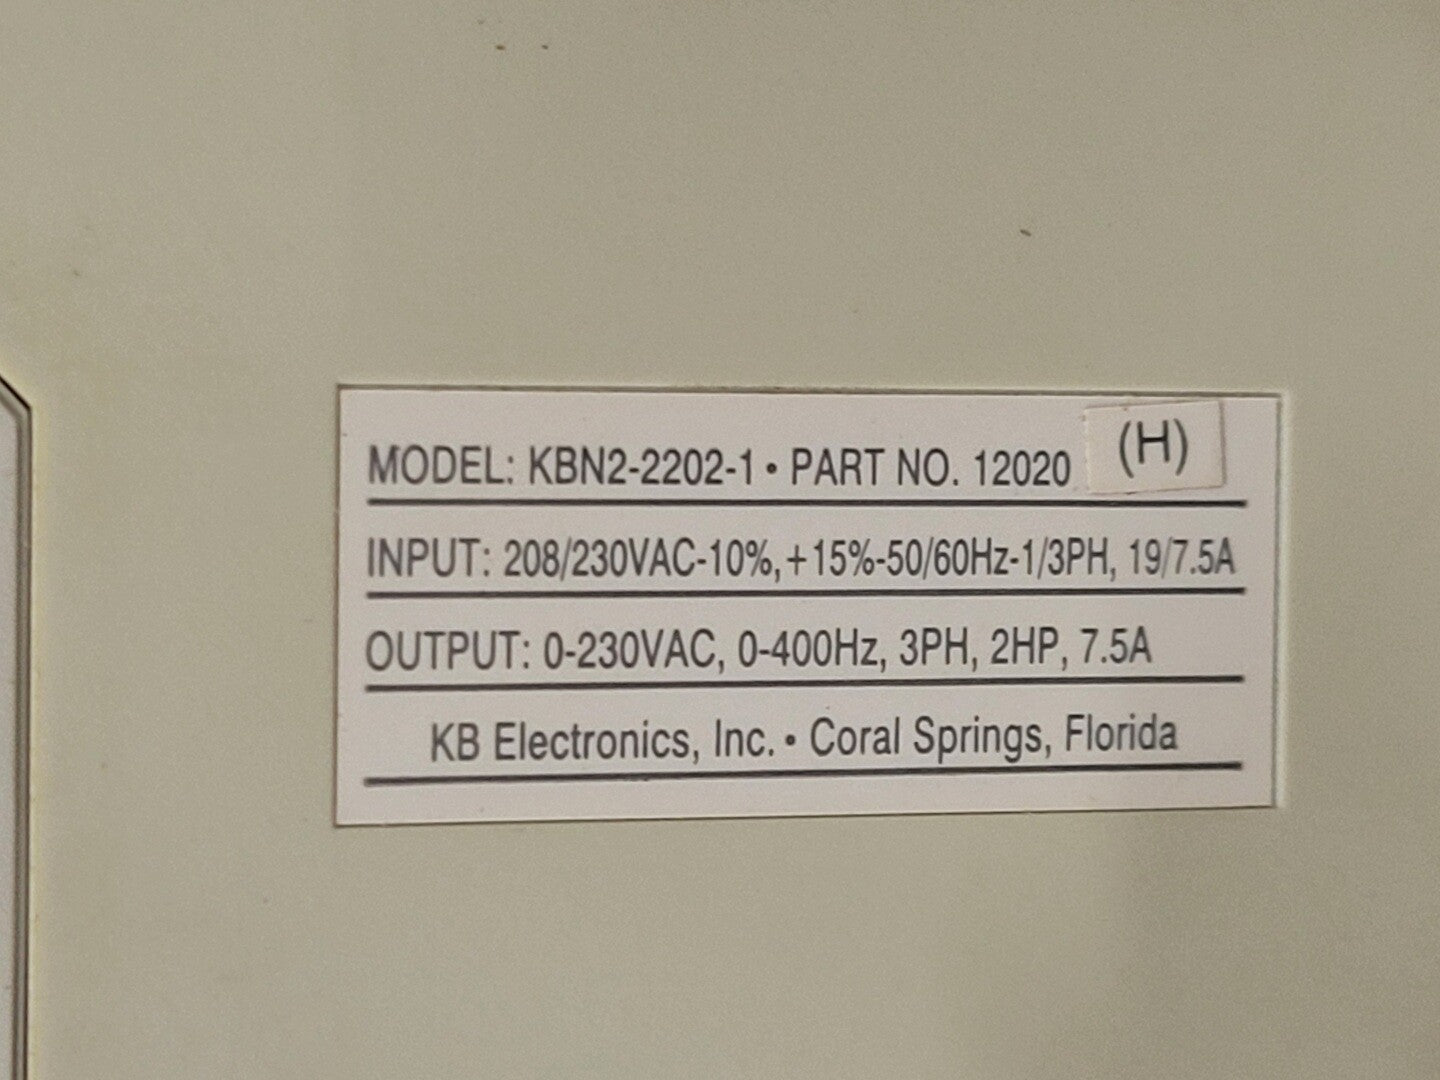 MODEL: KBN2-2202-1 • PART NO. 12020 (H)
INPUT: 208/230VAC-10%,+15%-50/60Hz-1/3PH, 19/7.5A
OUTPUT: 0-230VAC, 0-400Hz, 3PH, 2HP, 7.5A
KB Electronics, Inc. • Coral Springs, Florida